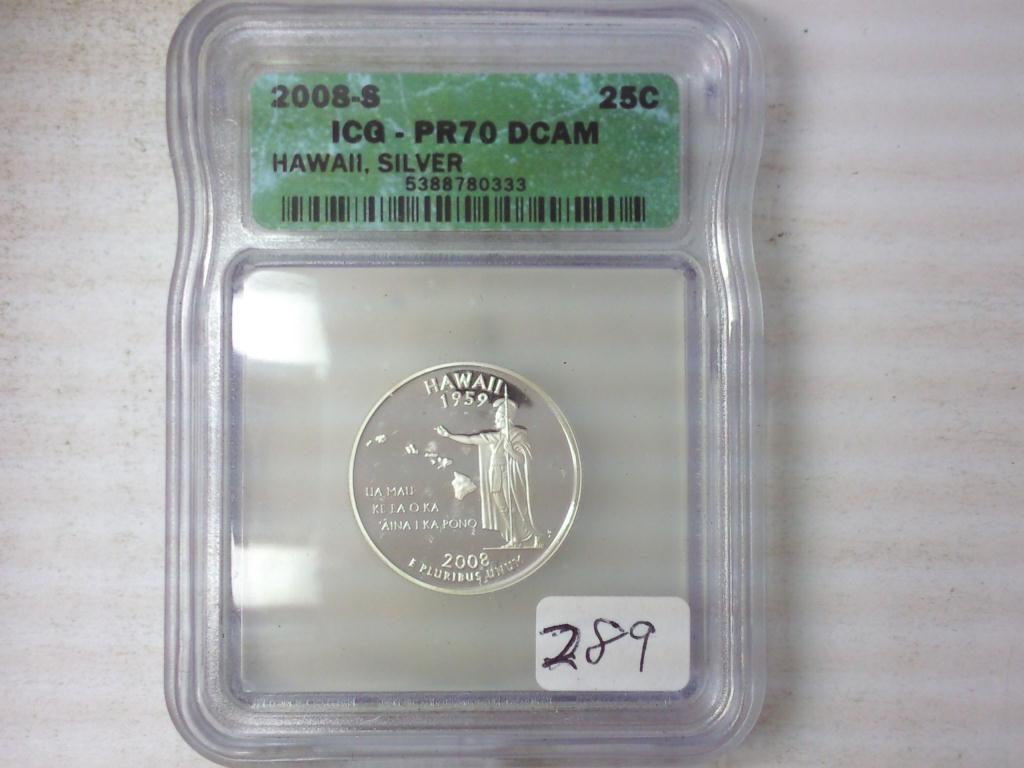 2008-S 25C
ICG - PR70 DCAM
HAWAII, SILVER
5388780333
HAWAII
1959
UA MAU
KE EA O KA
ʻĀINA I KA PONO
2008
E PLURIBUS UNUM
289